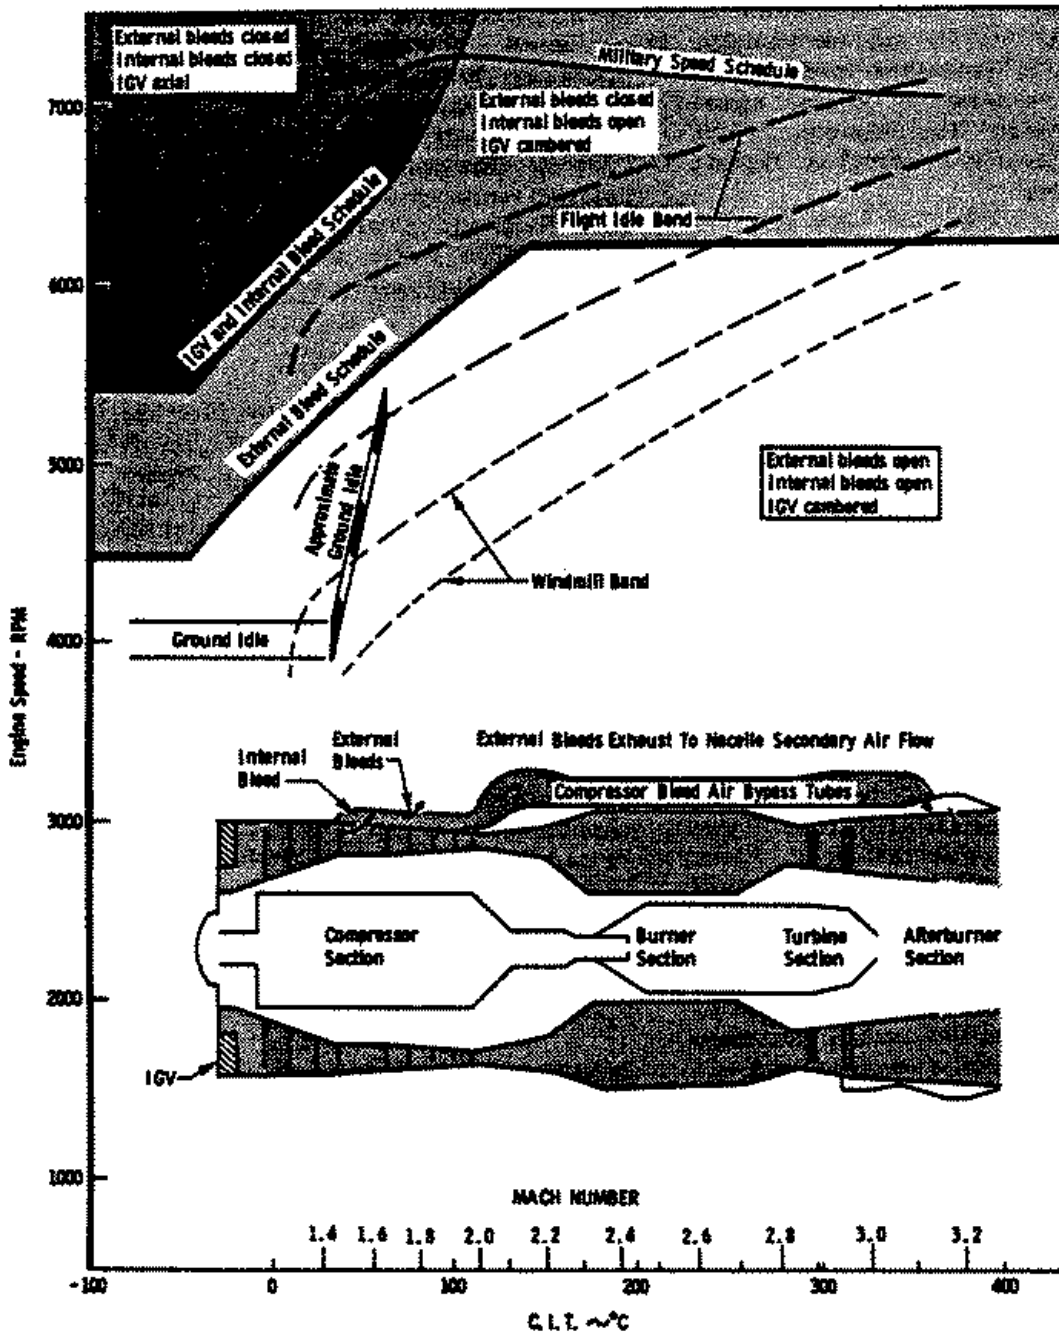 External bleeds closed
Internal bleeds closed
IGV axial
Military Speed Schedule
External bleeds closed
Internal bleeds open
IGV cambered
7000
IGV and Internal Bleed Schedule
Flight Idle Band
6000
External Bleed Schedule
5000
External bleeds open
Internal bleeds open
IGV cambered
Approximate
Ground Idle
Windmill Band
Ground Idle
4000
Engine Speed - RPM
External
Bleeds
Internal
Bleed
External Bleeds Exhaust To Nacelle Secondary Air Flow
Compressor Bleed Air Bypass Tubes
3000
Compressor
Section
Burner
Section
Turbine
Section
Afterburner
Section
2000
IGV
1000
MACH NUMBER
1.4 1.6 1.8 2.0 2.2 2.4 2.6 2.8 3.0 3.2
-100 0 100 200 300 400
C.I.T. ~°C